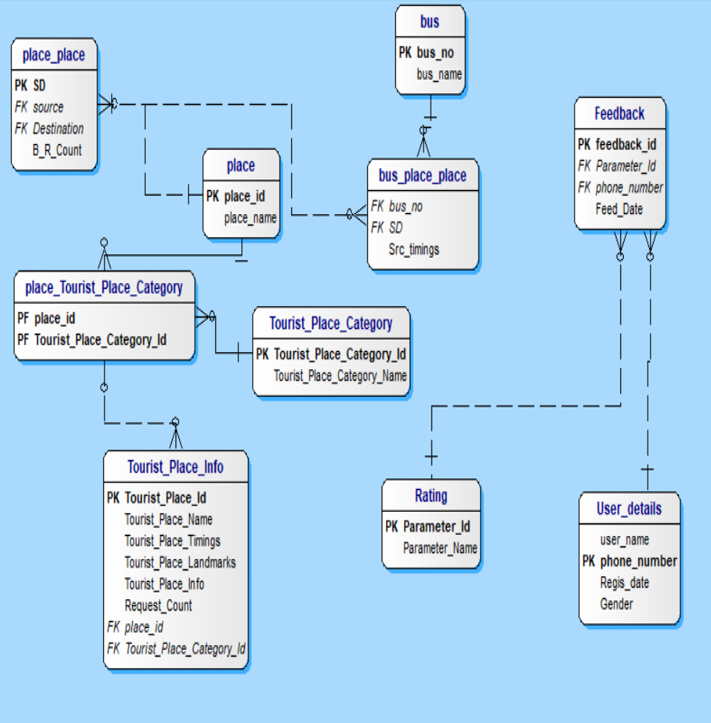 place_place
PK SD
FK source
FK Destination
B_R_Count
bus
PK bus_no
bus_name
place
PK place_id
place_name
bus_place_place
FK bus_no
FK SD
Src_timings
Feedback
PK feedback_id
FK Parameter_Id
FK phone_number
Feed_Date
place_Tourist_Place_Category
PF place_id
PF Tourist_Place_Category_Id
Tourist_Place_Category
PK Tourist_Place_Category_Id
Tourist_Place_Category_Name
Tourist_Place_Info
PK Tourist_Place_Id
Tourist_Place_Name
Tourist_Place_Timings
Tourist_Place_Landmarks
Tourist_Place_Info
Request_Count
FK place_id
FK Tourist_Place_Category_Id
Rating
PK Parameter_Id
Parameter_Name
User_details
user_name
PK phone_number
Regis_date
Gender